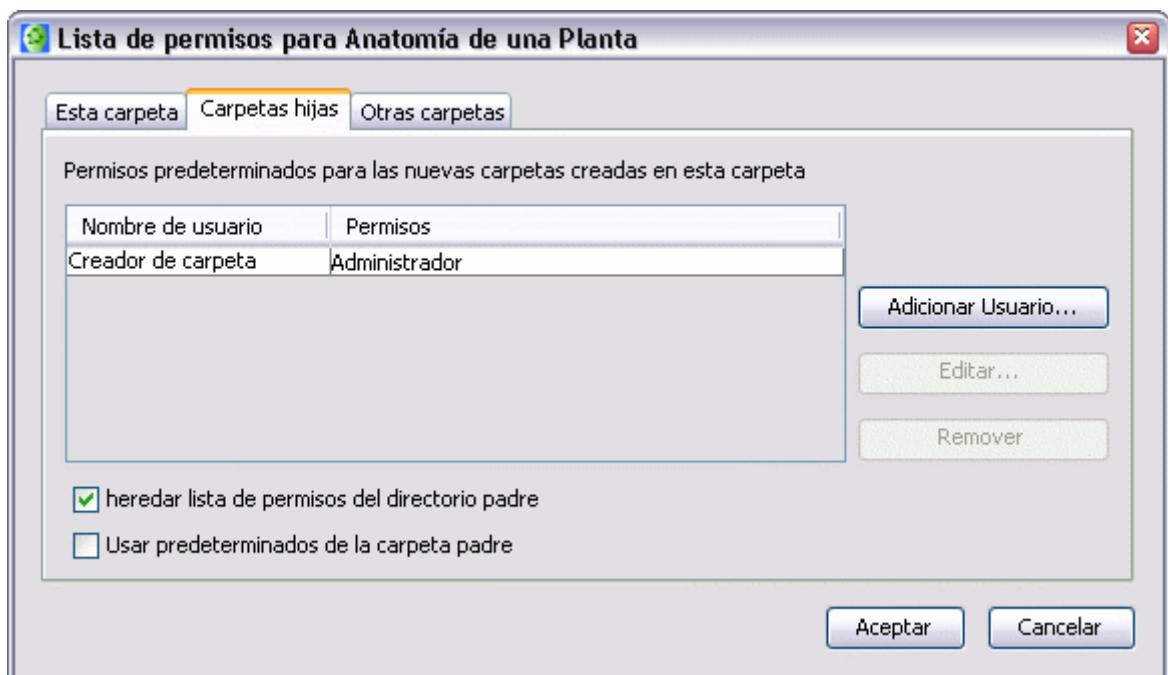 Lista de permisos para Anatomía de una Planta
Esta carpeta Carpetas hijas Otras carpetas
Permisos predeterminados para las nuevas carpetas creadas en esta carpeta
Nombre de usuario Permisos
Creador de carpeta Administrador
Adicionar Usuario...
Editar...
Remover
heredar lista de permisos del directorio padre
Usar predeterminados de la carpeta padre
Aceptar Cancelar